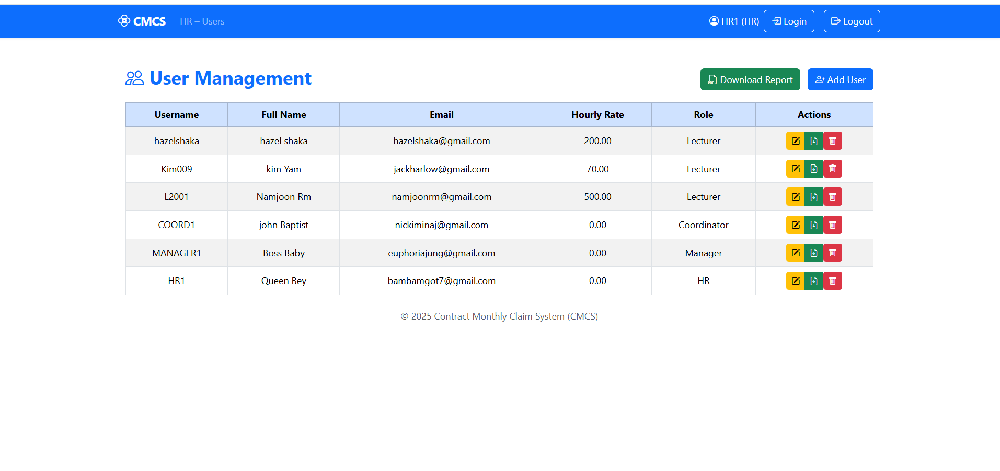 CMCS HR – Users HR1 (HR) Login Logout
User Management PDF Download Report Add User
Username Full Name Email Hourly Rate Role Actions
hazelshaka hazel shaka hazelshaka@gmail.com 200.00 Lecturer
Kim009 kim Yam jackharlow@gmail.com 70.00 Lecturer
L2001 Namjoon Rm namjoonrm@gmail.com 500.00 Lecturer
COORD1 john Baptist nickiminaj@gmail.com 0.00 Coordinator
MANAGER1 Boss Baby euphoriajung@gmail.com 0.00 Manager
HR1 Queen Bey bambamgot7@gmail.com 0.00 HR
© 2025 Contract Monthly Claim System (CMCS)